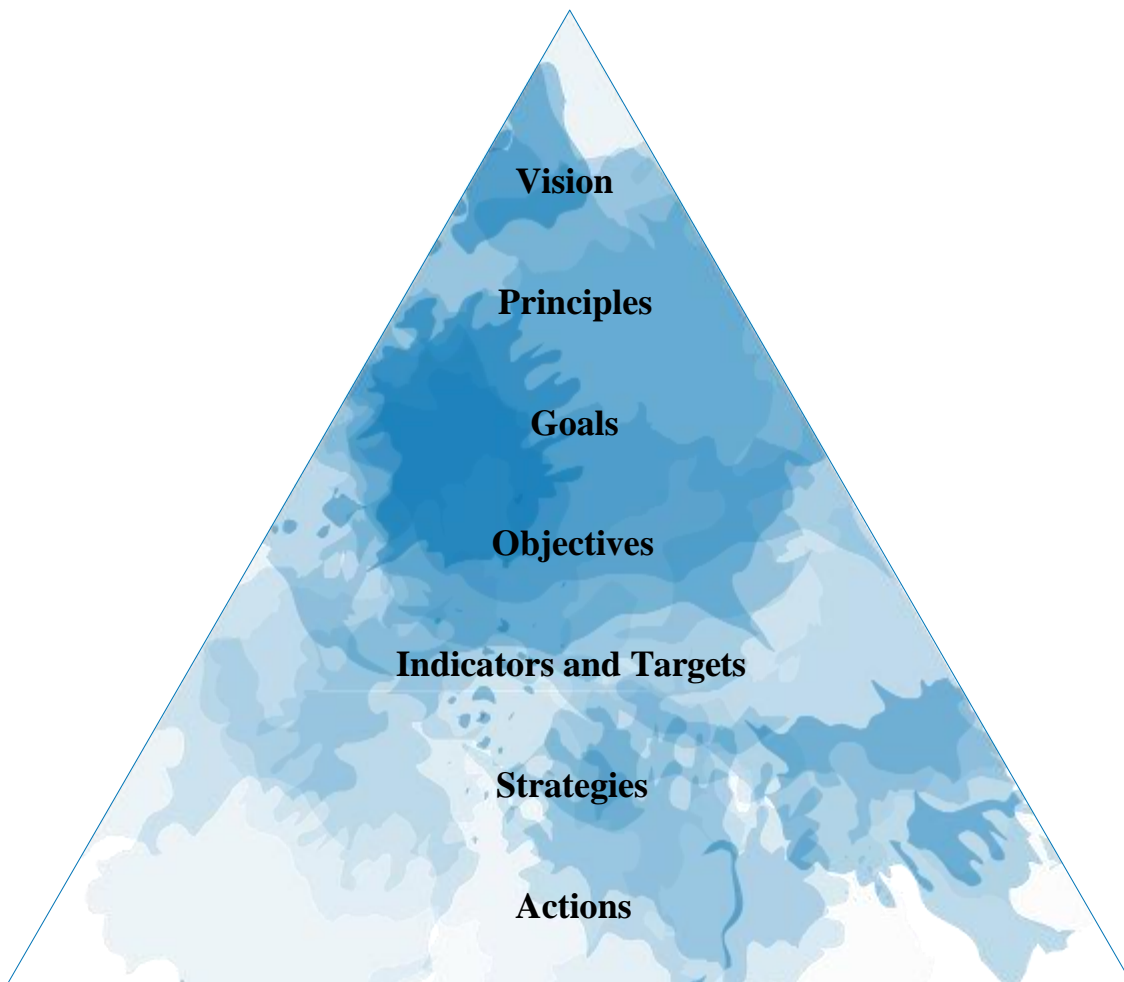 Vision
Principles
Goals
Objectives
Indicators and Targets
Strategies
Actions